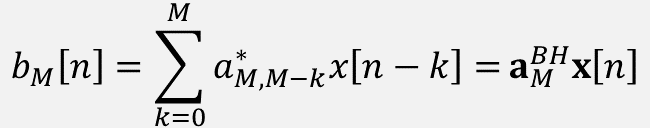 b_M[n] = \sum_{k=0}^{M} a^*_{M,M-k} x[n-k] = \mathbf{a}_M^{BH} \mathbf{x}[n]